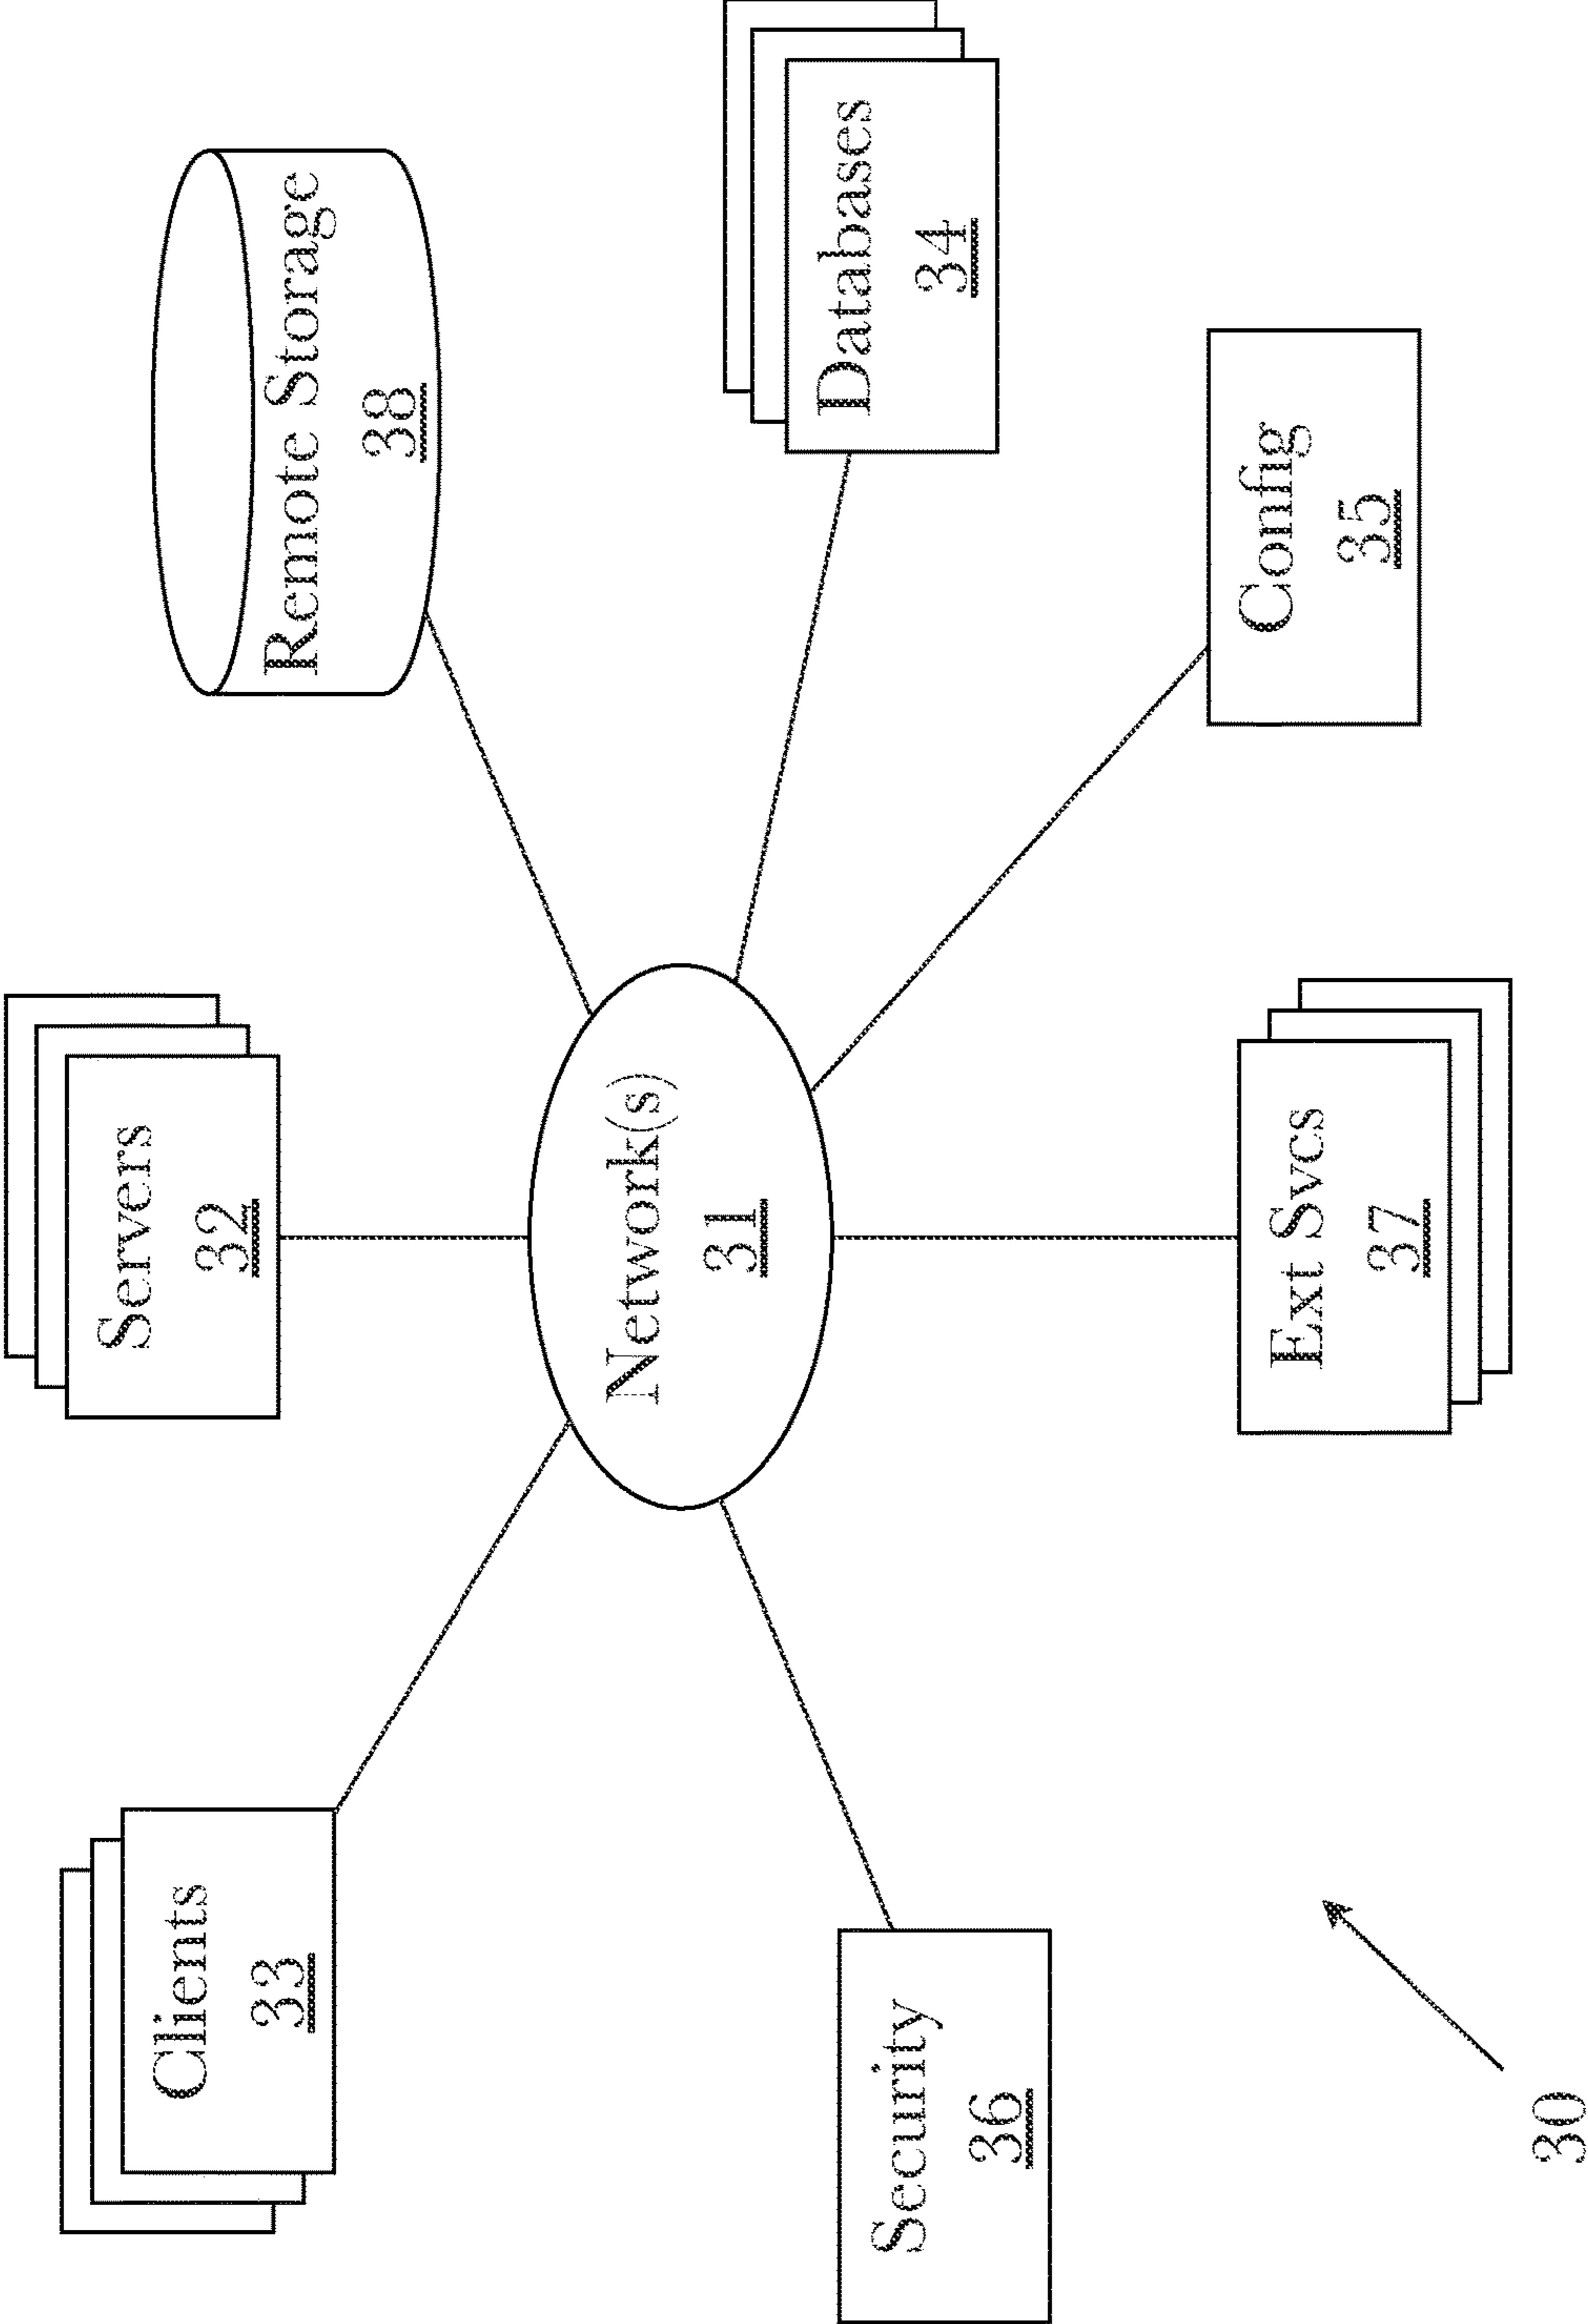 Servers
32
Clients
33
Remote Storage
38
Network(s)
31
Databases
34
Security
36
Config
35
Ext Svcs
37
30